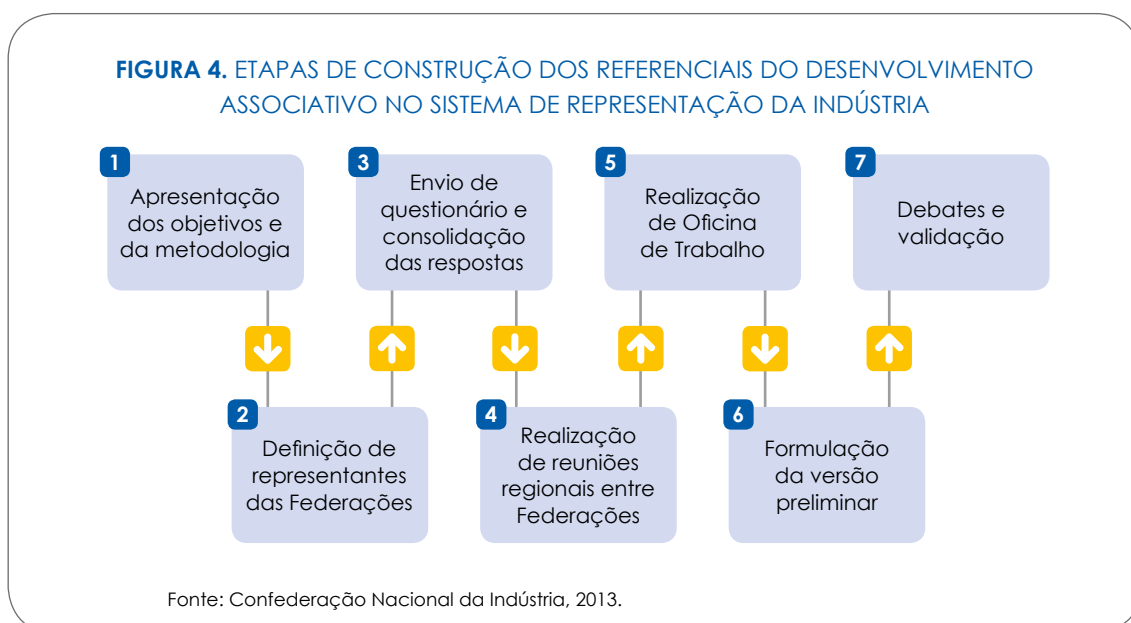 FIGURA 4. ETAPAS DE CONSTRUÇÃO DOS REFERENCIAIS DO DESENVOLVIMENTO
ASSOCIATIVO NO SISTEMA DE REPRESENTAÇÃO DA INDÚSTRIA
1
Apresentação
dos objetivos e
da metodologia
2
Definição de
representantes
das Federações
3
Envio de
questionário e
consolidação
das respostas
4
Realização
de reuniões
regionais entre
Federações
5
Realização
de Oficina
de Trabalho
6
Formulação
da versão
preliminar
7
Debates e
validação
Fonte: Confederação Nacional da Indústria, 2013.